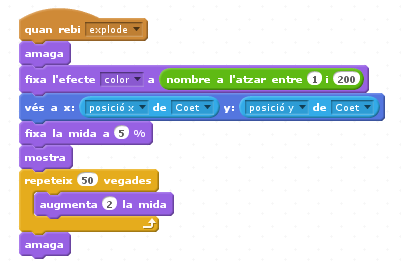 quan rebi explode
amaga
fixa l'efecte color a nombre a l'atzar entre 1 i 200
vés a x: posició x de Coet y: posició y de Coet
fixa la mida a 5 %
mostra
repeteix 50 vegades
augmenta 2 la mida
amaga